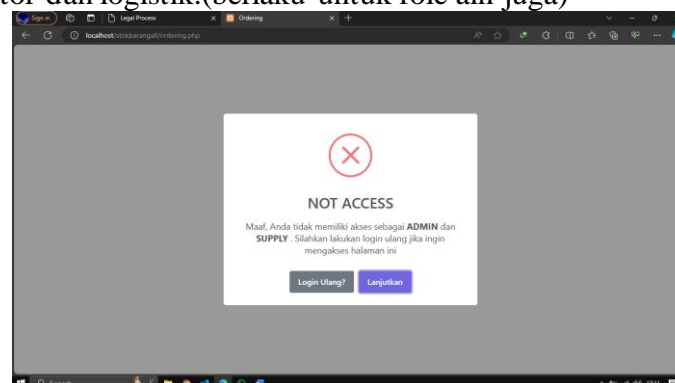 tor dan logistik.(berlaku untuk role ain juga)
Sign in
Legal Process
Ordering
localhost/stokbarangali/ordering.php
NOT ACCESS
Maaf, Anda tidak memiliki akses sebagai ADMIN dan
SUPPLY . Silahkan lakukan login ulang jika ingin
mengakses halaman ini
Login Ulang?
Lanjutkan